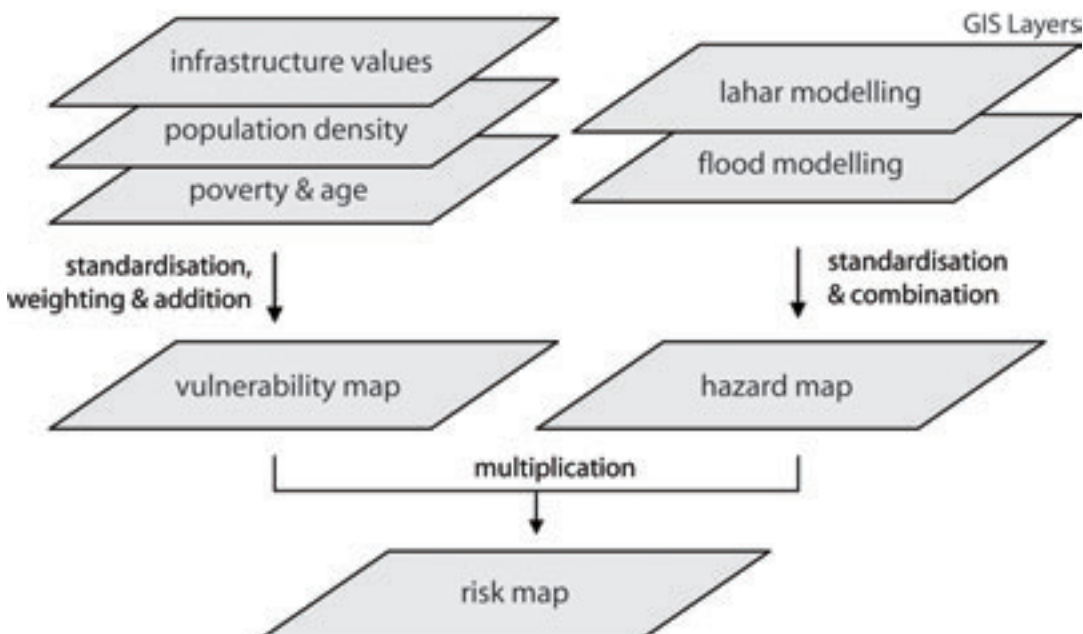 GIS Layers
infrastructure values
population density
poverty & age
lahar modelling
flood modelling
standardisation,
weighting & addition
standardisation
& combination
vulnerability map
hazard map
multiplication
risk map